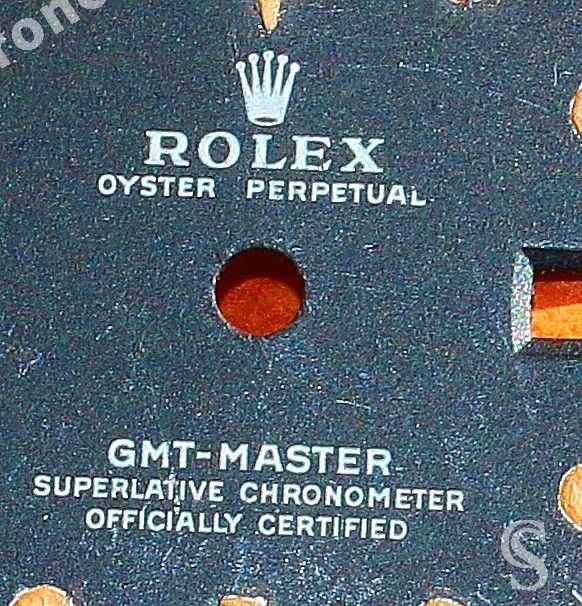 ROLEX
OYSTER PERPETUAL
GMT-MASTER
SUPERLATIVE CHRONOMETER
OFFICIALLY CERTIFIED